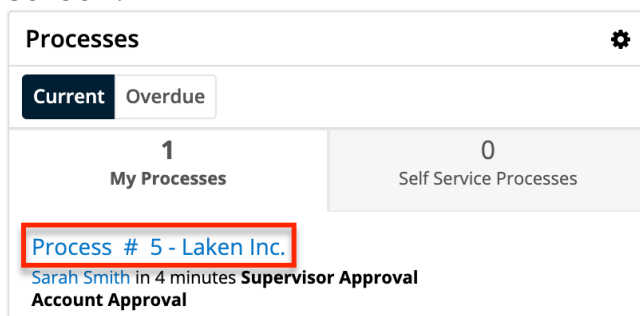 Processes
Current Overdue
1 0
My Processes Self Service Processes
Process # 5 - Laken Inc.
Sarah Smith in 4 minutes Supervisor Approval
Account Approval